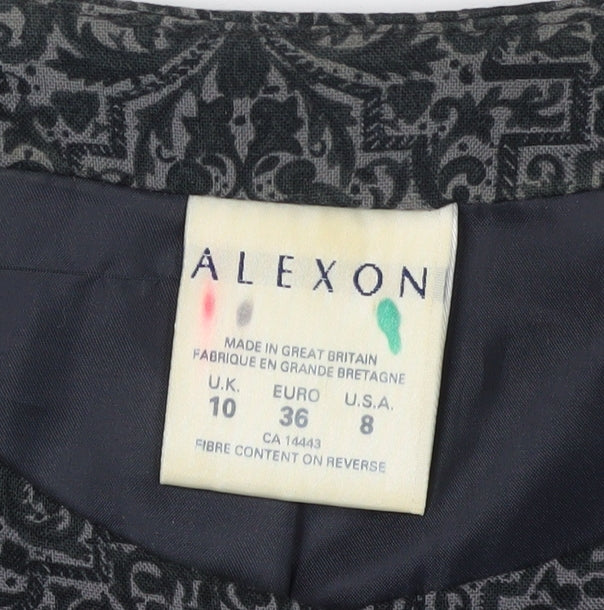 ALEXON
MADE IN GREAT BRITAIN
FABRIQUE EN GRANDE BRETAGNE
U.K. EURO U.S.A.
10 36 8
CA 14443
FIBRE CONTENT ON REVERSE